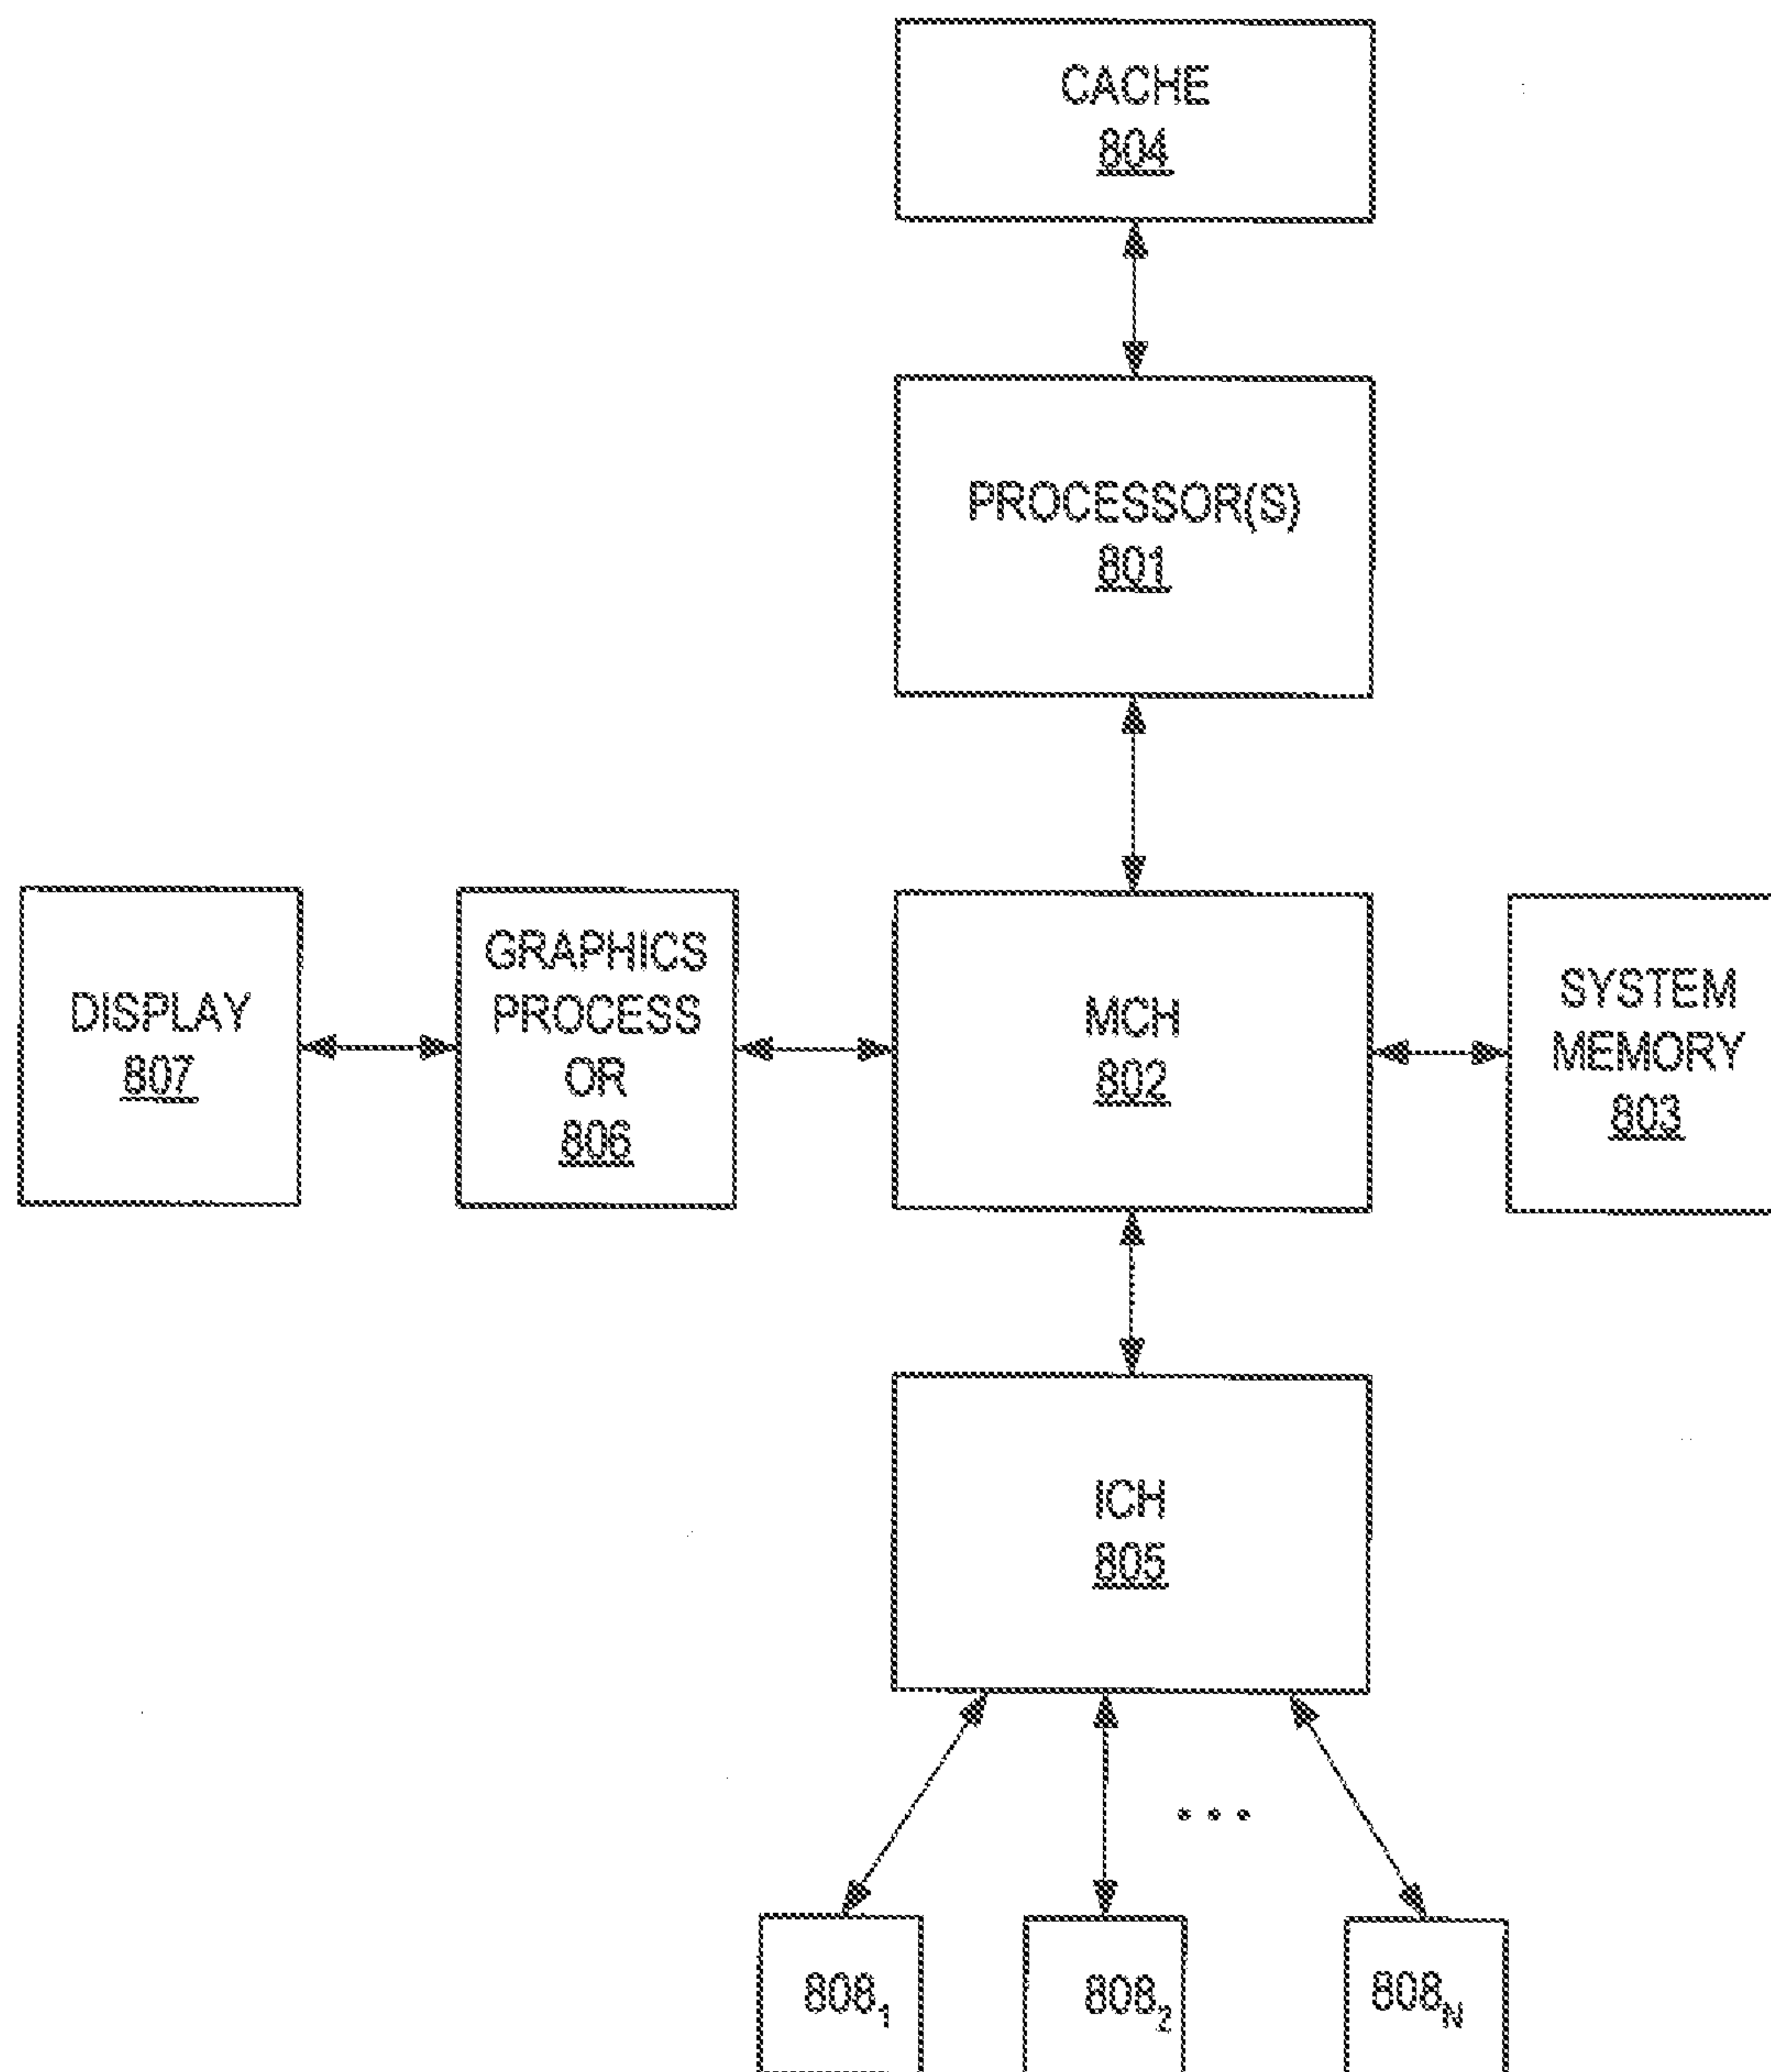 CACHE
804
PROCESSOR(S)
801
DISPLAY
807
GRAPHICS
PROCESS
OR
806
MCH
802
SYSTEM
MEMORY
803
ICH
805
...
808₁
808₂
808N